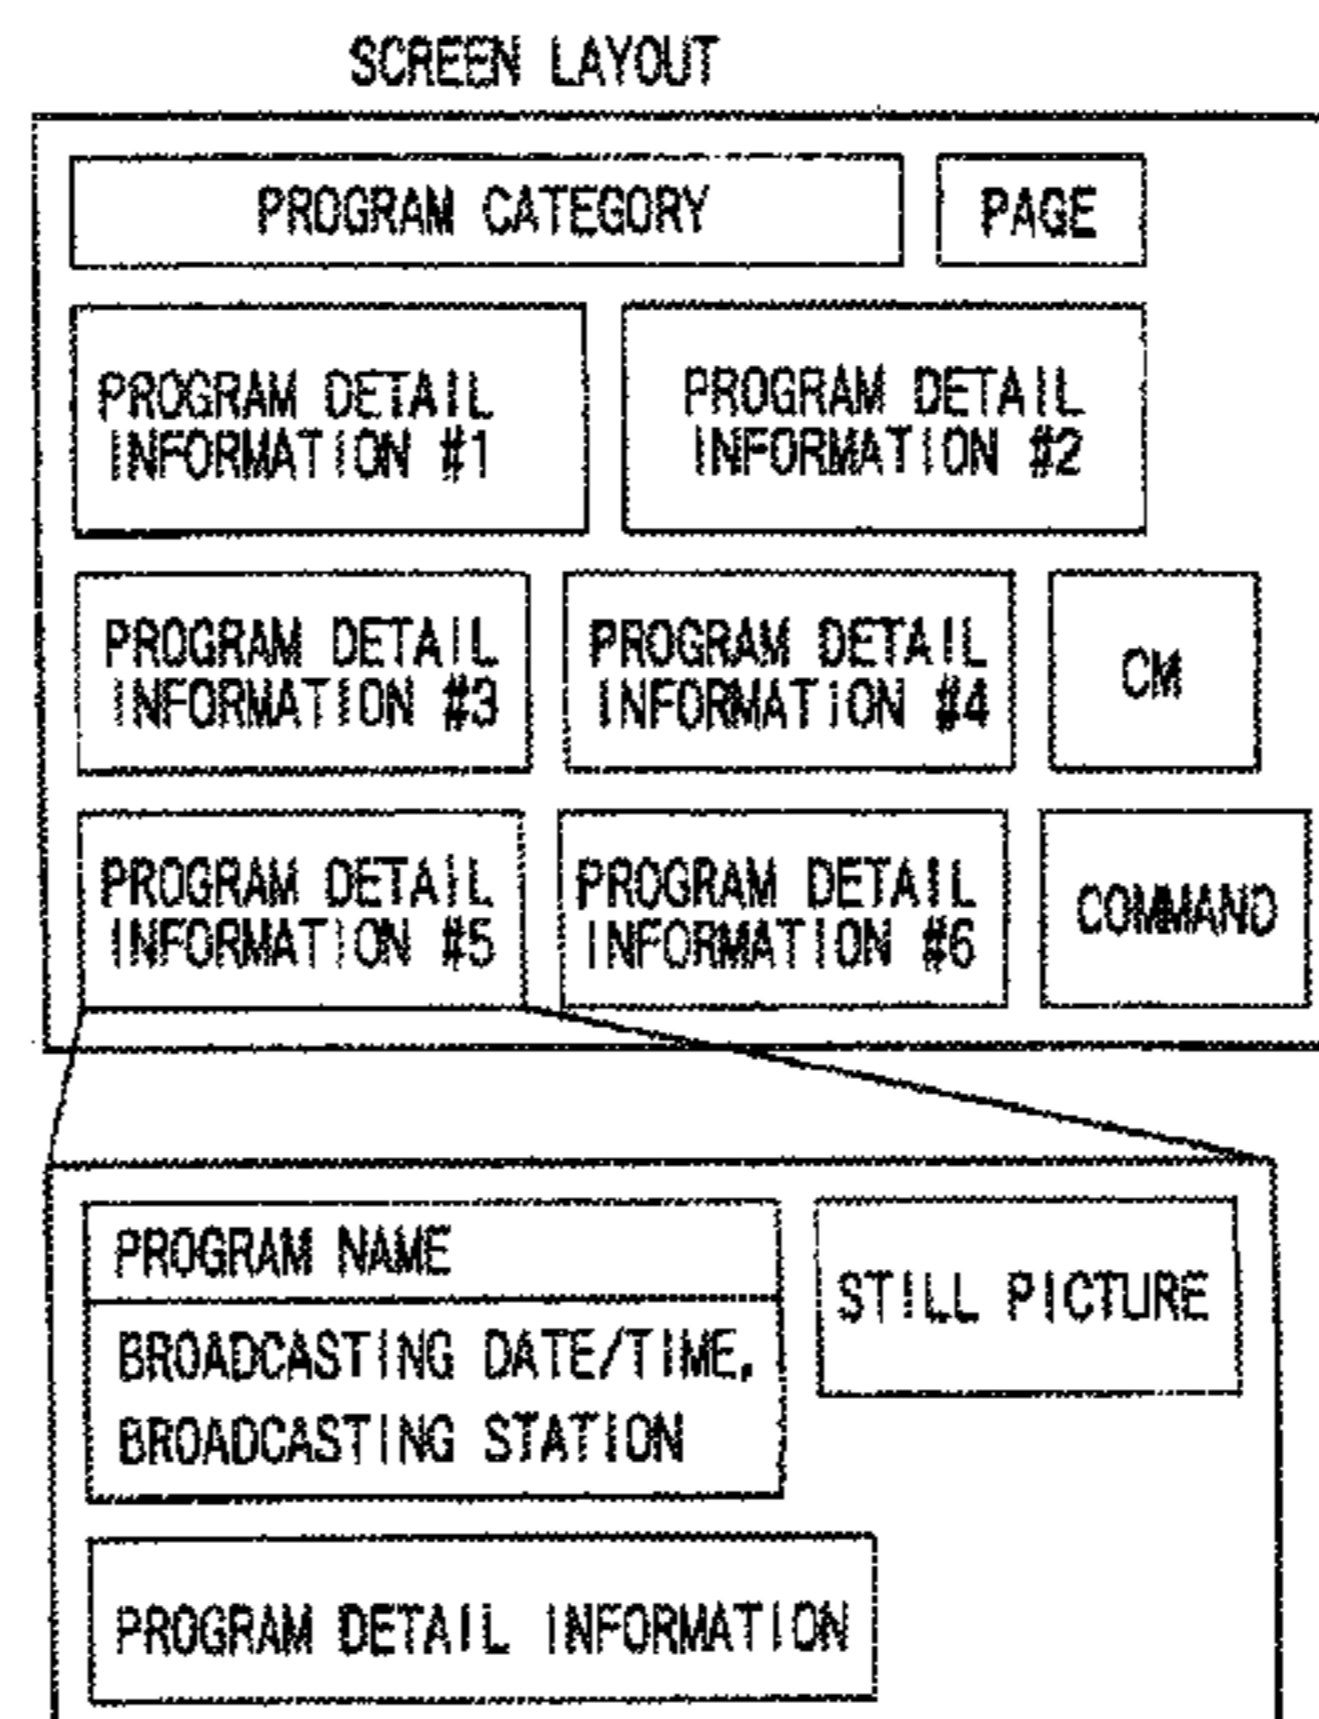 SCREEN LAYOUT
PROGRAM CATEGORY
PAGE
PROGRAM DETAIL
INFORMATION #1
PROGRAM DETAIL
INFORMATION #2
PROGRAM DETAIL
INFORMATION #3
PROGRAM DETAIL
INFORMATION #4
CM
PROGRAM DETAIL
INFORMATION #5
PROGRAM DETAIL
INFORMATION #6
COMMAND
PROGRAM NAME
BROADCASTING DATE/TIME,
BROADCASTING STATION
STILL PICTURE
PROGRAM DETAIL INFORMATION